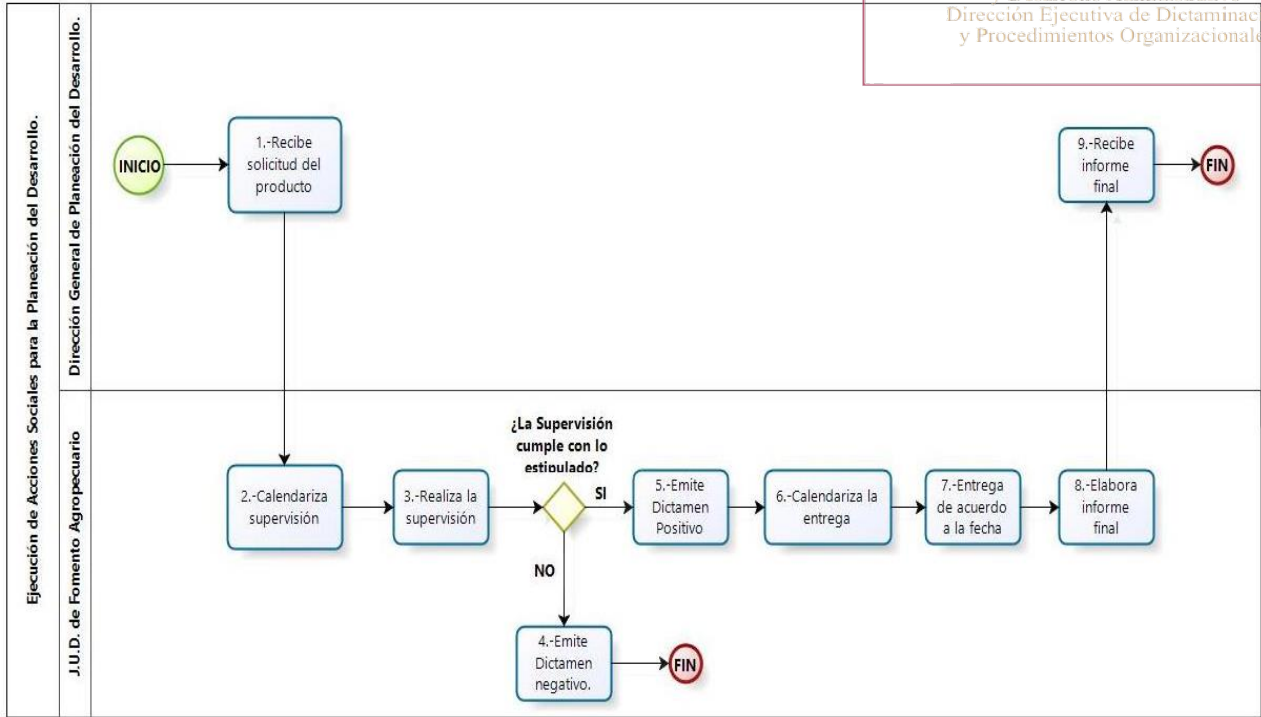 Dirección Ejecutiva de
y Procedimientos
Ejecución de Acciones Sociales para la Planeación del Desarrollo.
Dirección General de Planeación del Desarrollo.
INICIO
1.-Recibe
solicitud del
producto
9.-Recibe
informe
final
FIN
J.U.D. de Fomento Agropecuario
2.-Calendariza
supervisión
3.-Realiza la
supervisión
¿La Supervisión
cumple con lo
estipulado?
SI
NO
4.-Emite
Dictamen
negativo.
FIN
5.-Emite
Dictamen
Positivo
6.-Calendariza la
entrega
7.-Entrega
de acuerdo
a la fecha
8.-Elabora
informe
final